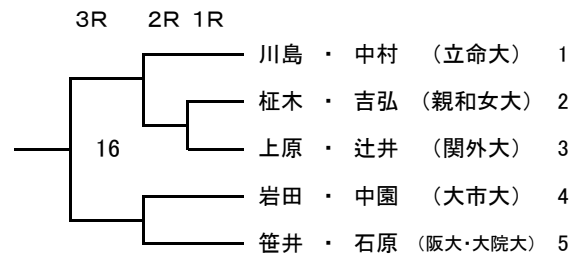 ３Ｒ ２Ｒ １Ｒ
川島 ・ 中村 （立命大） 1
柾木 ・ 吉弘 （親和女大） 2
16
上原 ・ 辻井 （関外大） 3
岩田 ・ 中園 （大市大） 4
笹井 ・ 石原 （阪大・大院大） 5